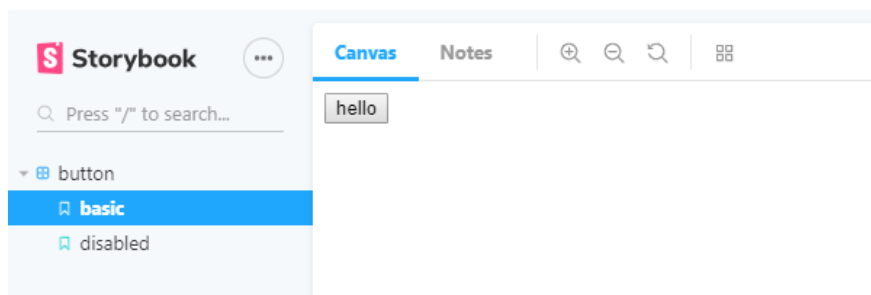 Storybook
Canvas Notes
Press "/" to search...
hello
button
basic
disabled